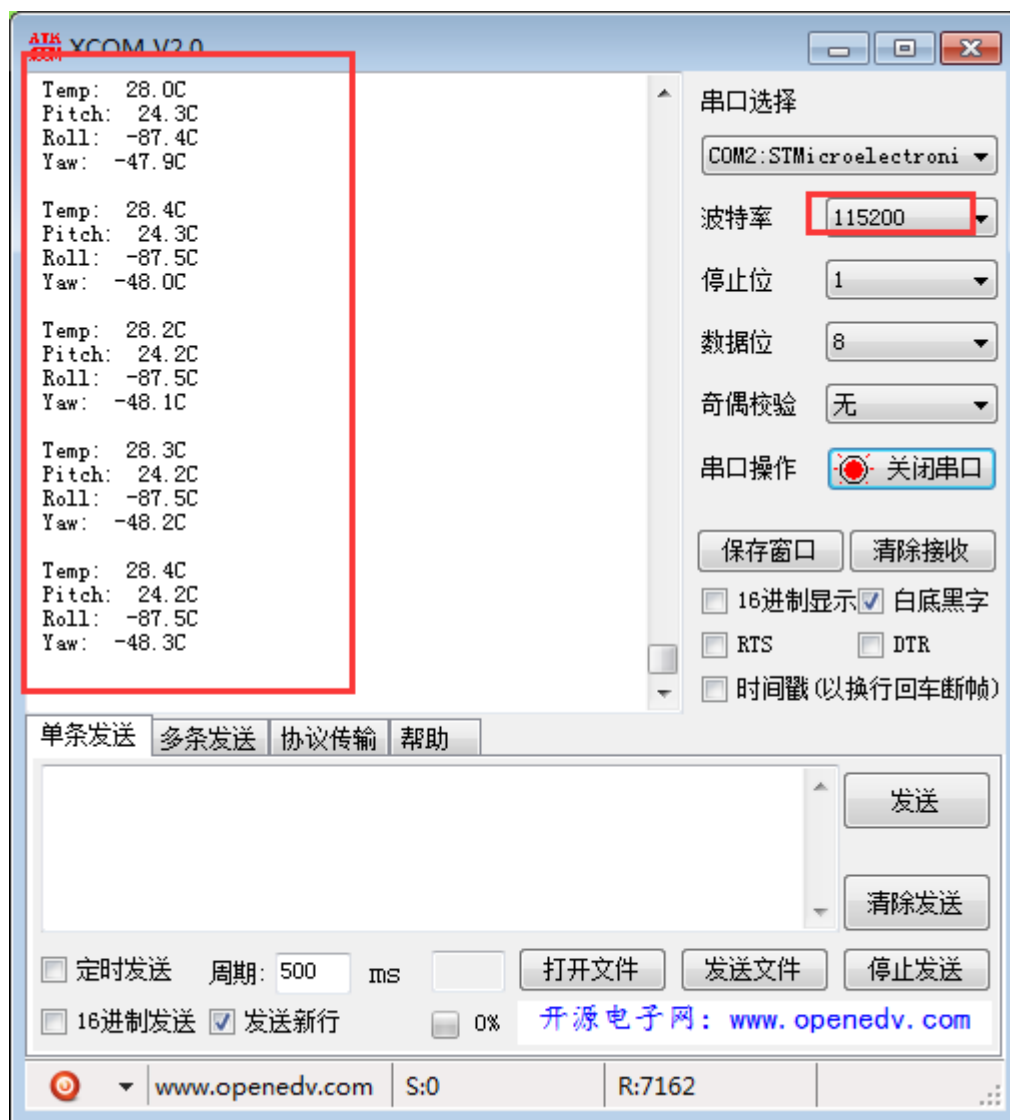 ATK
XCOM
XCOM V2.0
Temp:  28.0C
Pitch:  24.3C
Roll:  -87.4C
Yaw:  -47.9C
Temp:  28.4C
Pitch:  24.3C
Roll:  -87.5C
Yaw:  -48.0C
Temp:  28.2C
Pitch:  24.2C
Roll:  -87.5C
Yaw:  -48.1C
Temp:  28.3C
Pitch:  24.2C
Roll:  -87.5C
Yaw:  -48.2C
Temp:  28.4C
Pitch:  24.2C
Roll:  -87.5C
Yaw:  -48.3C
串口选择
COM2:STMicroelectroni
波特率 115200
停止位 1
数据位 8
奇偶校验 无
串口操作 关闭串口
保存窗口 清除接收
16进制显示 白底黑字
RTS DTR
时间戳(以换行回车断帧)
单条发送 多条发送 协议传输 帮助
发送
清除发送
定时发送 周期: 500 ms 打开文件 发送文件 停止发送
16进制发送 发送新行 0% 开源电子网: www.openedv.com
www.openedv.com S:0 R:7162